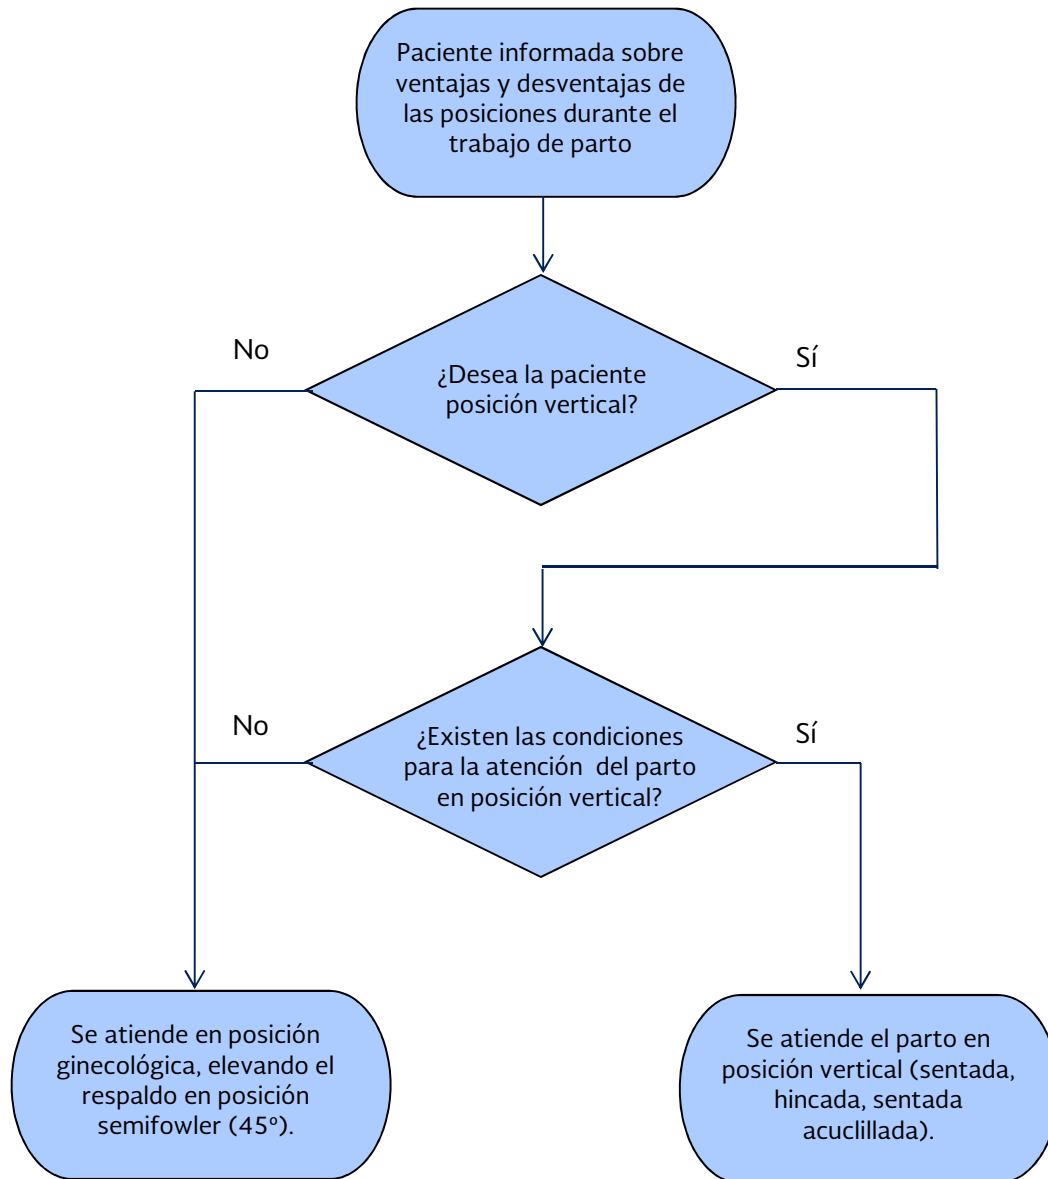 Paciente informada sobre
ventajas y desventajas de
las posiciones durante el
trabajo de parto
No
Sí
¿Desea la paciente
posición vertical?
No
Sí
¿Existen las condiciones
para la atención  del parto
en posición vertical?
Se atiende en posición
ginecológica, elevando el
respaldo en posición
semifowler (45º).
Se atiende el parto en
posición vertical (sentada,
hincada, sentada
acuclillada).